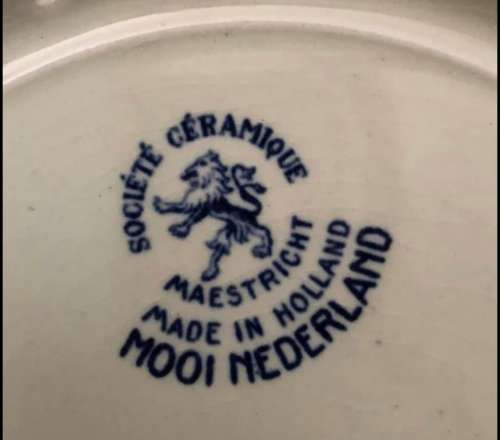 SOCIÉTÉ CÉRAMIQUE
MAESTRICHT
MADE IN HOLLAND
MOOI NEDERLAND